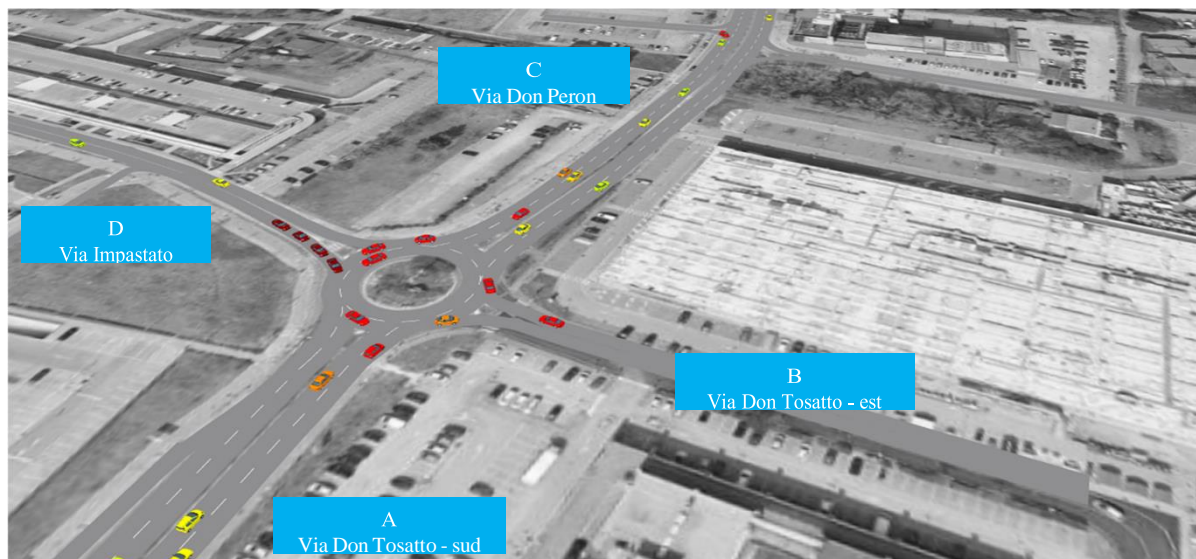 C
Via Don Peron
D
Via Impastato
B
Via Don Tosatto - est
A
Via Don Tosatto - sud